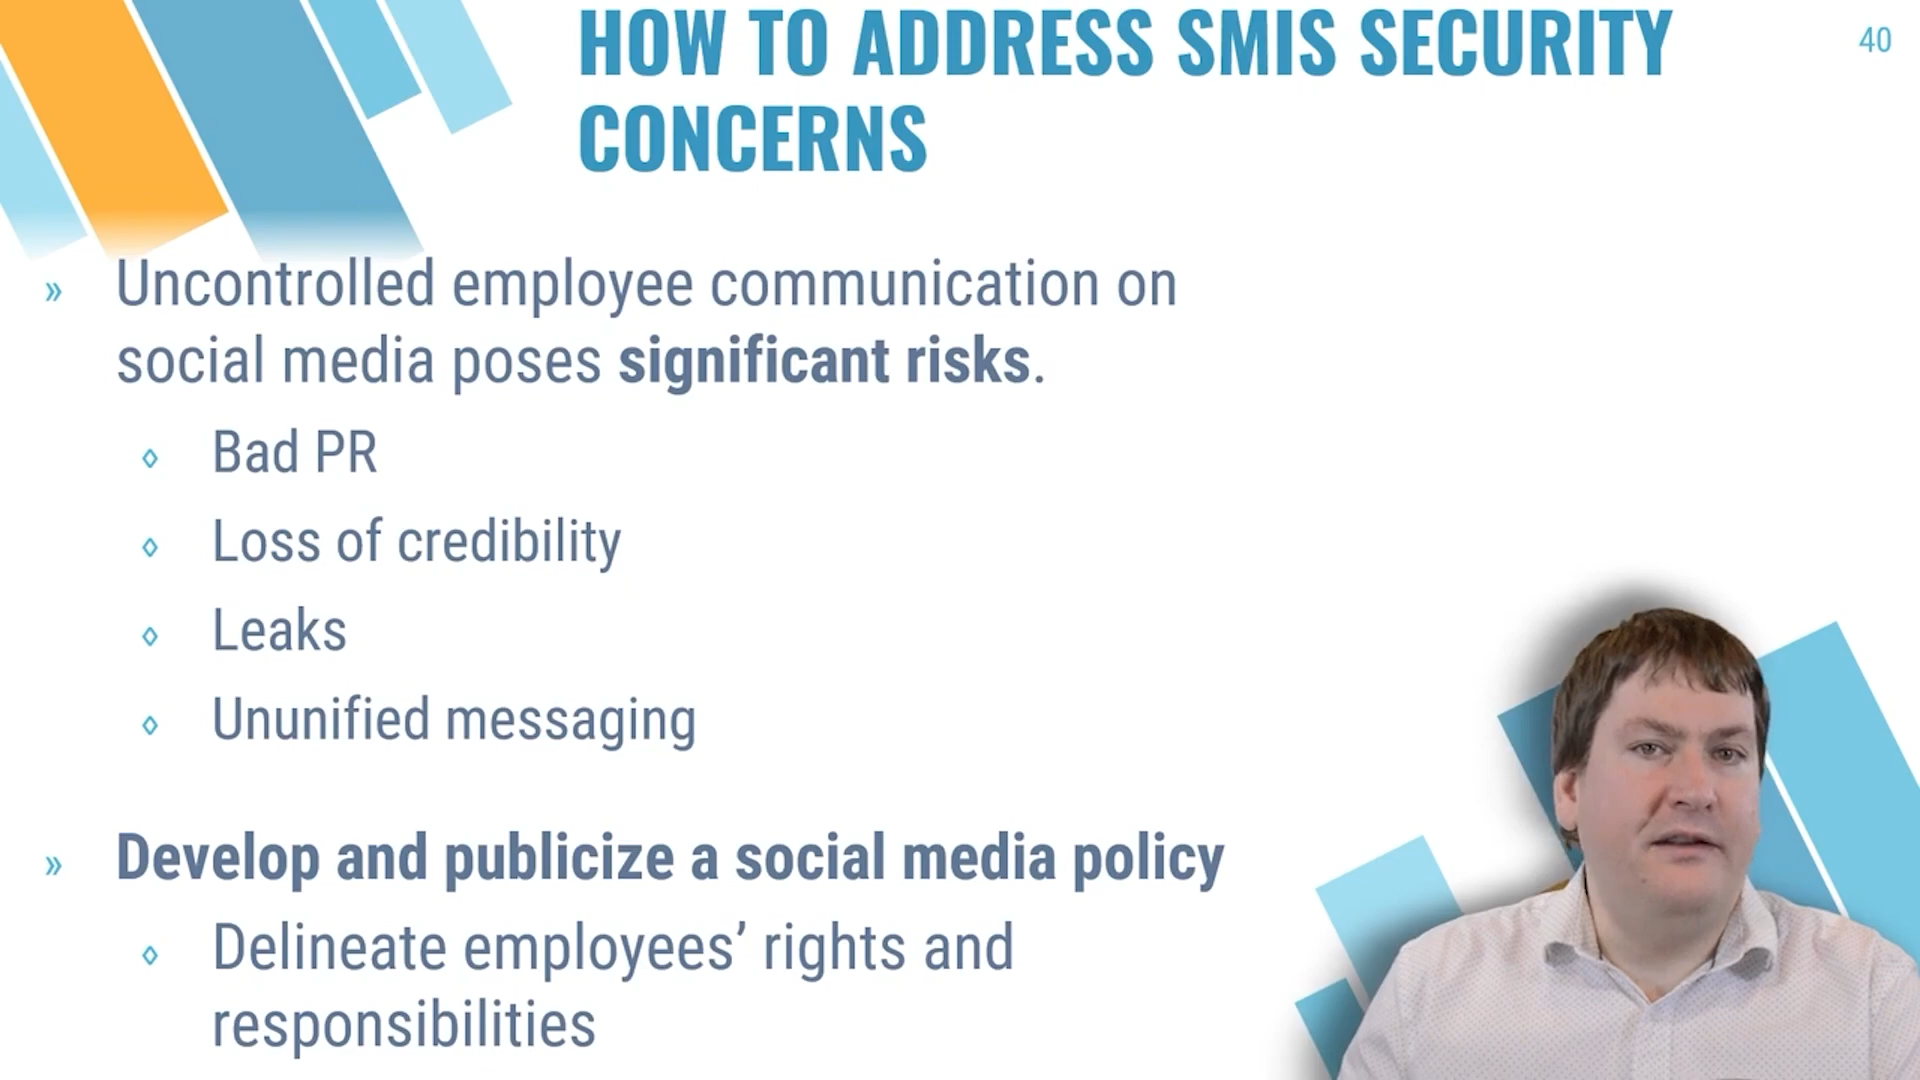 HOW TO ADDRESS SMIS SECURITY
CONCERNS
40
» Uncontrolled employee communication on
social media poses significant risks.
◊ Bad PR
◊ Loss of credibility
◊ Leaks
◊ Ununified messaging
» Develop and publicize a social media policy
◊ Delineate employees’ rights and
responsibilities